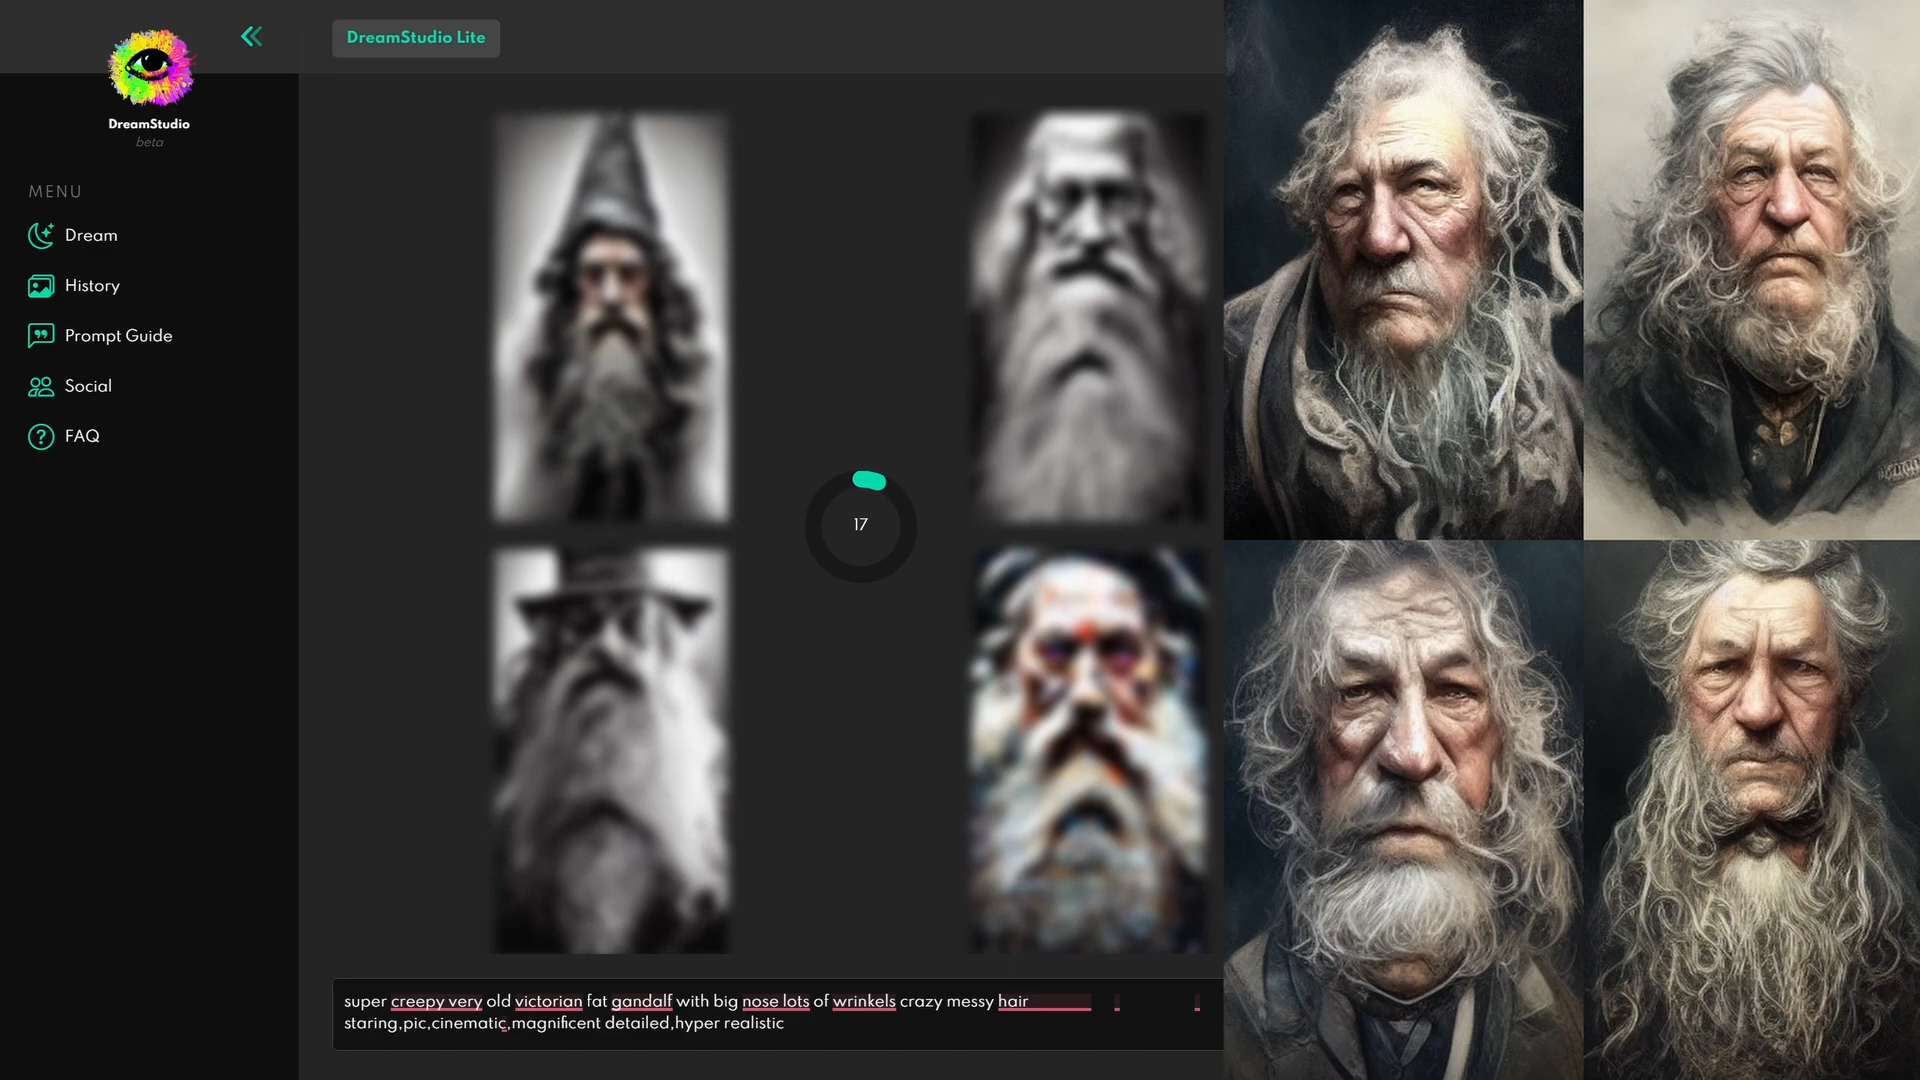 DreamStudio
beta
MENU
Dream
History
Prompt Guide
Social
FAQ
DreamStudio Lite
17
super creepy very old victorian fat gandalf with big nose lots of wrinkels crazy messy hair
staring,pic,cinematic,magnificent detailed,hyper realistic